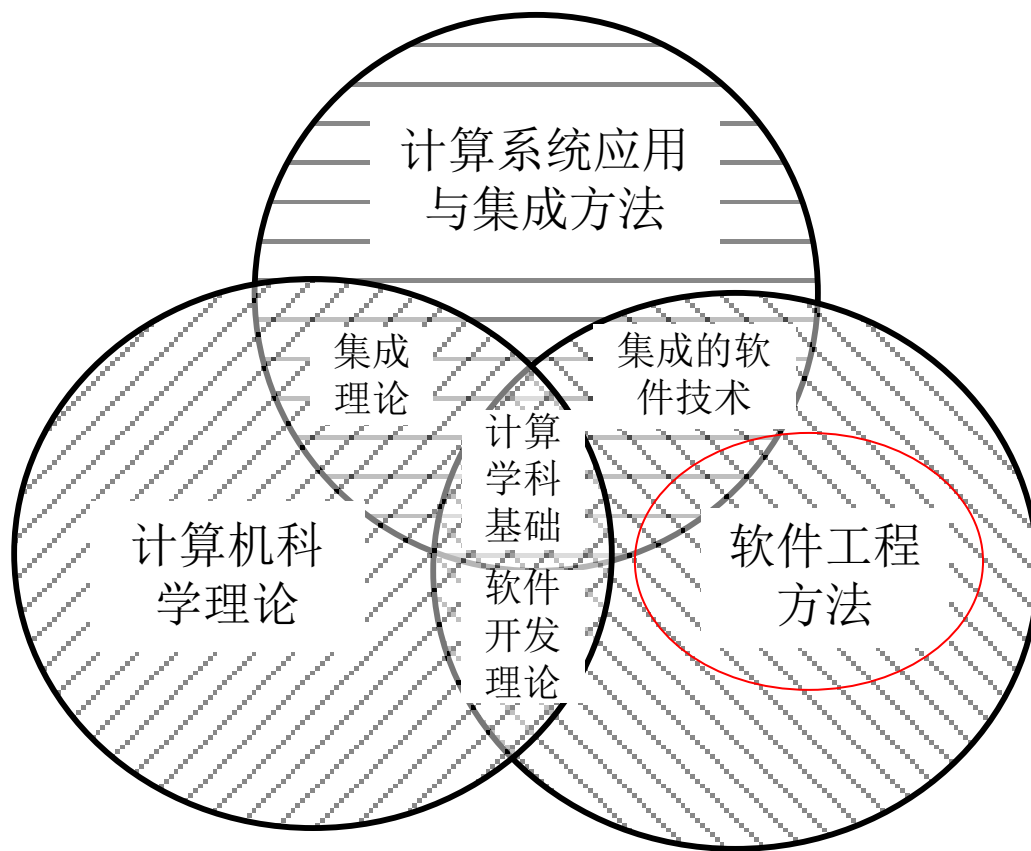 计算系统应用
与集成方法
集成
理论
集成的软
件技术
计算
学科
基础
计算机科
学理论
软件工程
方法
软件
开发
理论